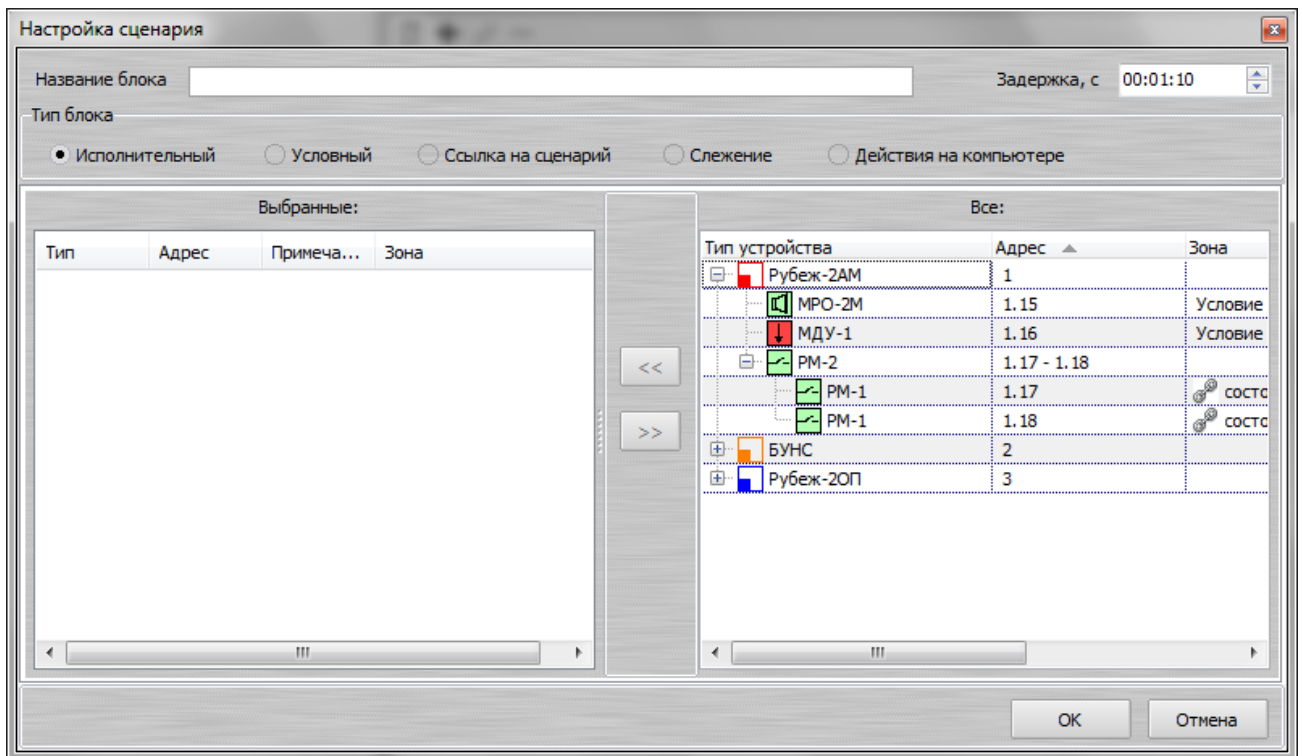 Настройка сценария
Название блока Задержка, с 00:01:10
Тип блока
Исполнительный Условный Ссылка на сценарий Слежение Действия на компьютере
Выбранные: Все:
Тип Адрес Примеча... Зона
Тип устройства Адрес Зона
Рубеж-2АМ 1
МРО-2М 1.15 Условие
МДУ-1 1.16 Условие
РМ-2 1.17 - 1.18
РМ-1 1.17 состо
РМ-1 1.18 состо
БУНС 2
Рубеж-2ОП 3
<<
>>
OK Отмена